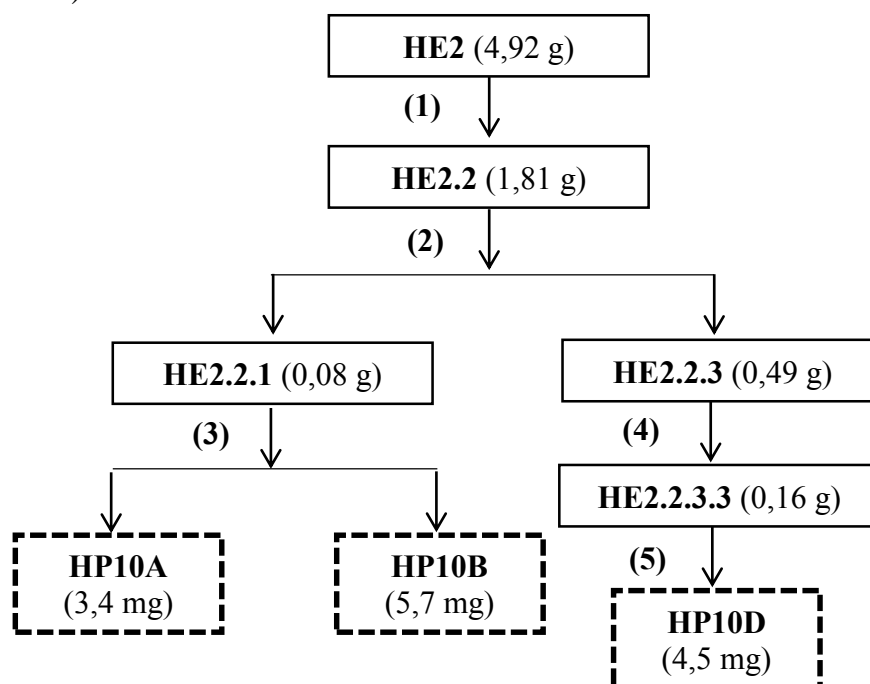 HE2 (4,92 g)
(1)
HE2.2 (1,81 g)
(2)
HE2.2.1 (0,08 g)
HE2.2.3 (0,49 g)
(3)
(4)
HE2.2.3.3 (0,16 g)
HP10A
(3,4 mg)
HP10B
(5,7 mg)
(5)
HP10D
(4,5 mg)